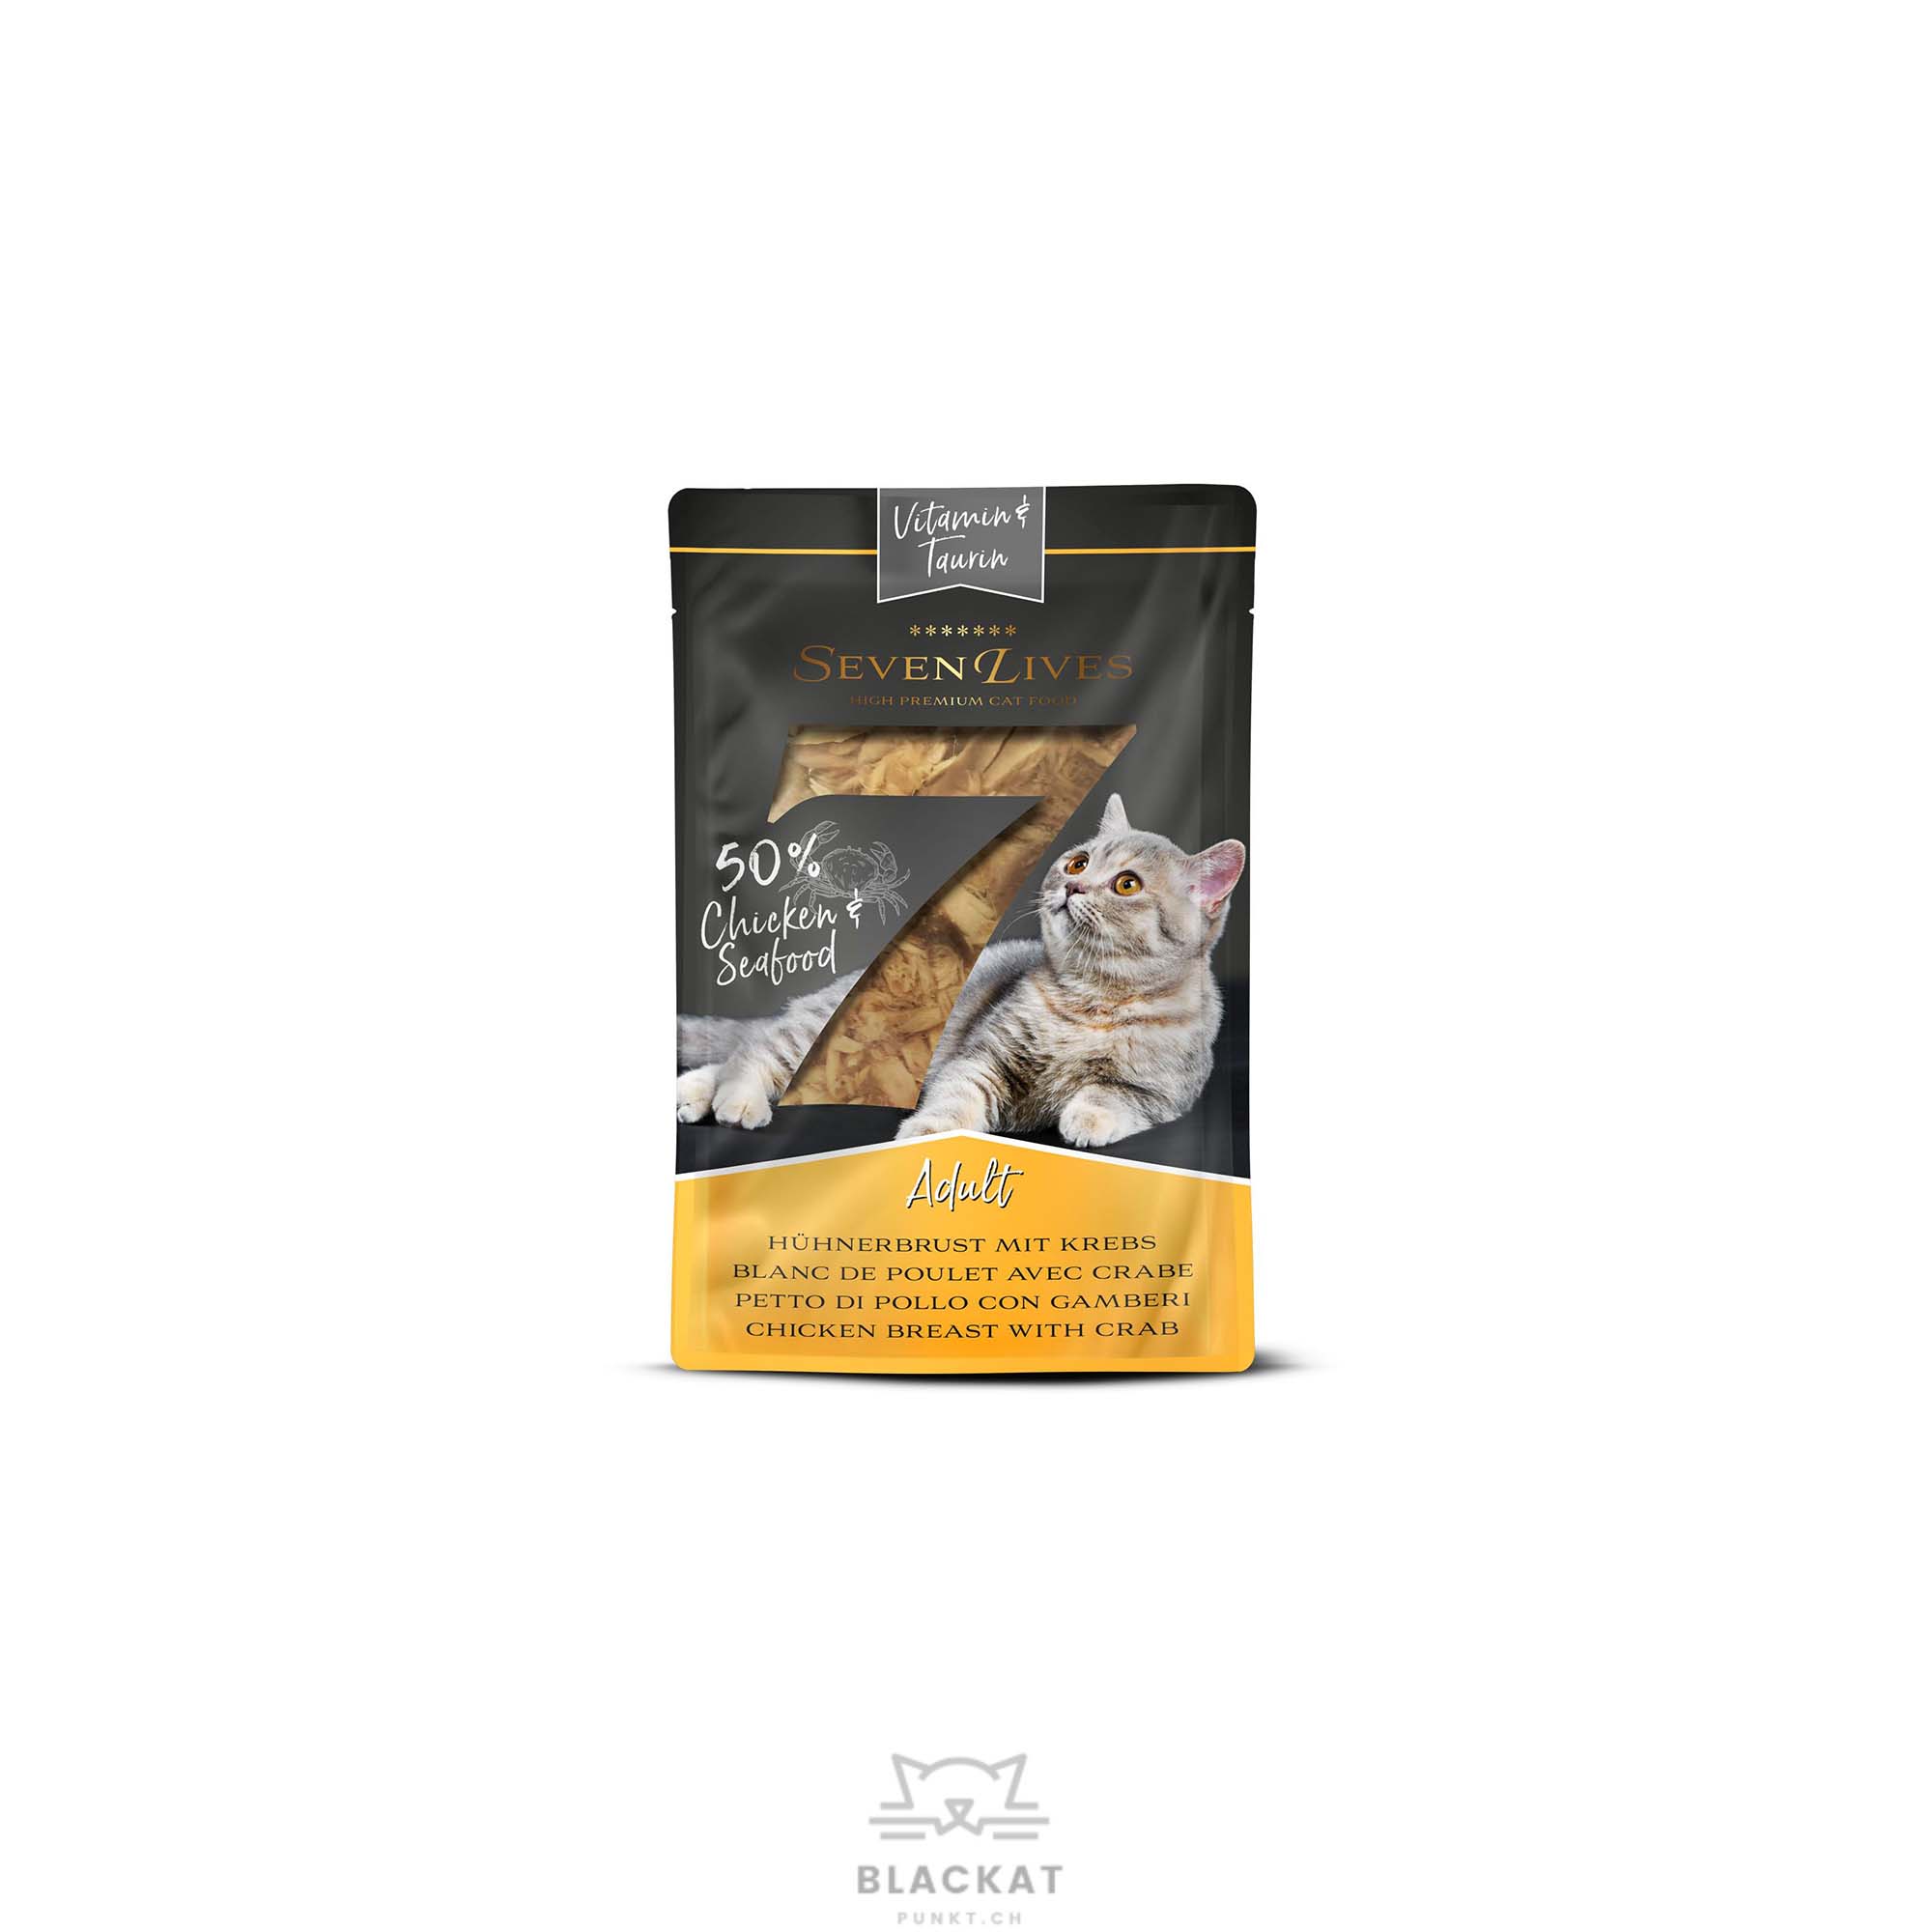 Vitamin &
Taurin
*******
SEVEN LIVES
HIGH PREMIUM CAT FOOD
7
50%
Chicken &
Seafood
Adult
HÜHNERBRUST MIT KREBS
BLANC DE POULET AVEC CRABE
PETTO DI POLLO CON GAMBERI
CHICKEN BREAST WITH CRAB
BLACKAT
PUNKT.CH